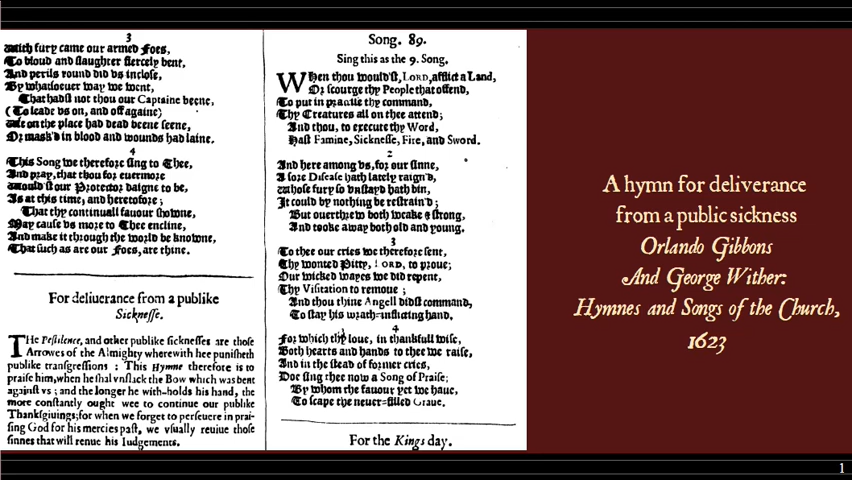 3
With fury came our armed Foes,
To bloud and slaughter fiercely bent,
And perils round did vs inclose,
By whatsoeuer way we went,
That hadst not thou our Captaine beene,
(To leade vs on, and off againe)
We on the place had dead beene seene,
Or mask'd in blood and wounds had laine.
4
This Song we therefore sing to Thee,
And pray, that thou for euermore
Would'st our Protector daigne to be,
As at this time, and heretofore;
That thy continuall fauour showne,
May cause vs more to Thee encline,
And make it through the world be knowne,
That such as are our Foes, are thine.
For deliuerance from a publike
Sicknesse.
THe Pestilence, and other publike sicknesses are those
Arrowes of the Almighty wherewith hee punisheth
publike transgressions : This Hymne therefore is to
praise him, when he shal vnslack the Bow which was bent
against vs ; and the longer he with-holds his hand, the
more constantly ought wee to continue our publike
Thanksgiuings; for when we forget to perseuere in prai-
sing God for his mercies past, we vsually reuiue those
sinnes that will renue his Iudgements.
Song. 89.
Sing this as the 9. Song.
WHen thou would'st, LORD, afflict a Land,
Or scourge thy People that offend,
To put in practise thy command,
Thy Creatures all on thee attend;
And thou, to execute thy Word,
Hast Famine, Sicknesse, Fire, and Sword.
2
And here among vs, for our sinne,
A sore Disease hath lately raign'd,
Whose fury so vnstayd hath bin,
It could by nothing be restrain'd;
But ouerthrew both weake & strong,
And tooke away both old and young.
3
To thee our cries we therefore sent,
Thy wonted Pitty, LORD, to proue;
Our wicked wayes we did repent,
Thy Visitation to remoue ;
And thou thine Angell didst command,
To stay his wrath-inflicting hand,
4
For which thy loue, in thankfull wise,
Both hearts and hands to thee we raise,
And in the stead of former cries,
Doe sing thee now a Song of Praise;
By whom the fauour yet we haue,
To scape the neuer-filled Graue.
For the Kings day.
A hymn for deliverance
from a public sickness
Orlando Gibbons
And George Wither:
Hymnes and Songs of the Church,
1623
1